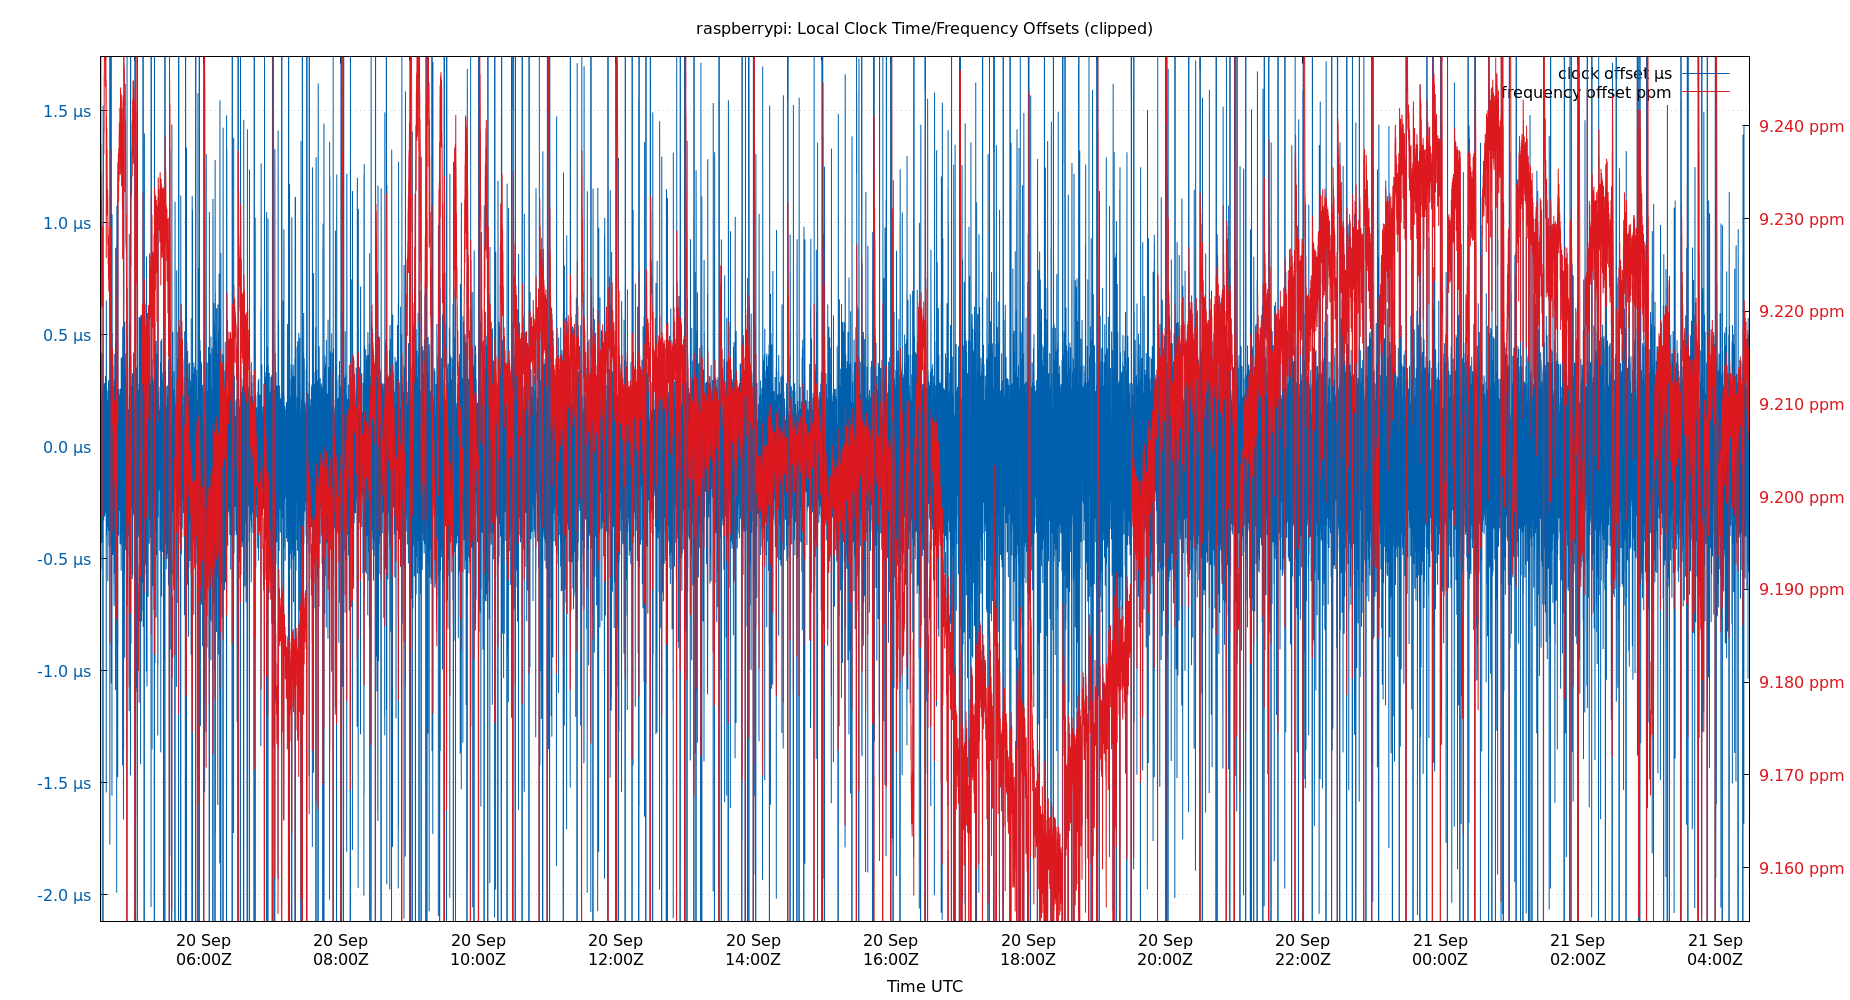 raspberrypi: Local Clock Time/Frequency Offsets (clipped)
clock offset µs
frequency offset ppm
1.5 µs
1.0 µs
0.5 µs
0.0 µs
-0.5 µs
-1.0 µs
-1.5 µs
-2.0 µs
9.240 ppm
9.230 ppm
9.220 ppm
9.210 ppm
9.200 ppm
9.190 ppm
9.180 ppm
9.170 ppm
9.160 ppm
20 Sep 20 Sep 20 Sep 20 Sep 20 Sep 20 Sep 20 Sep 20 Sep 20 Sep 21 Sep 21 Sep 21 Sep
06:00Z 08:00Z 10:00Z 12:00Z 14:00Z 16:00Z 18:00Z 20:00Z 22:00Z 00:00Z 02:00Z 04:00Z
Time UTC